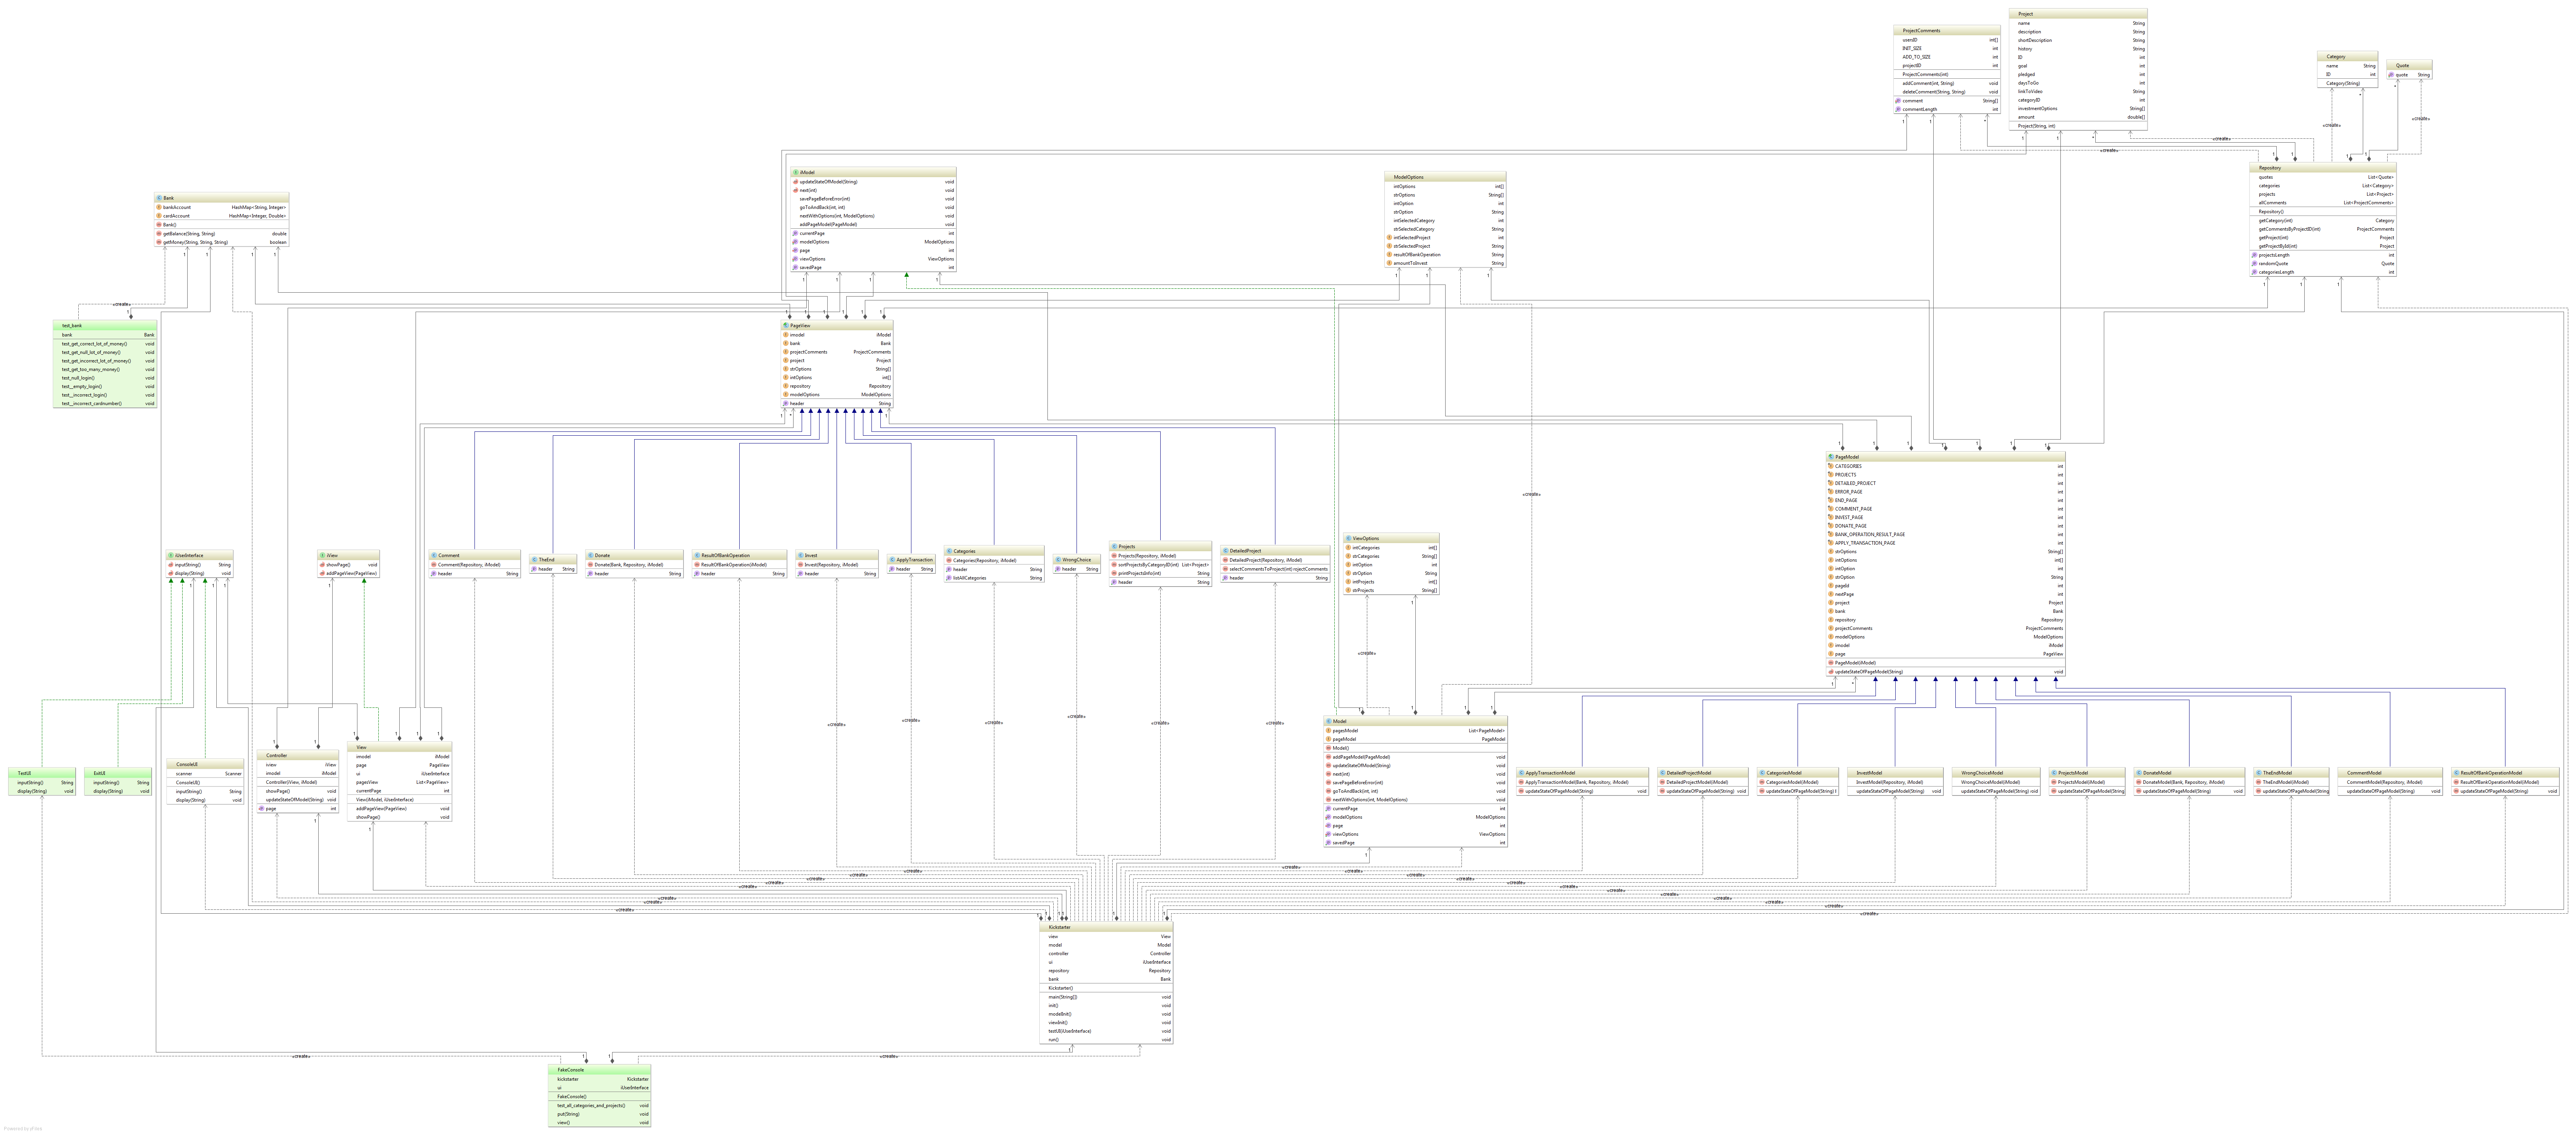 Project
name String
description String
shortDescription String
history String
ID int
goal int
pledged int
daysToGo int
linkToVideo String
categoryID int
investmentOptions String[]
amount double[]
Project(String, int)
ProjectComments
usersID int[]
INIT_SIZE int
ADD_TO_SIZE int
projectID int
ProjectComments(int)
addComment(int, String) void
deleteComment(String, String) void
comment String[]
commentLength int
Category
name String
ID int
Category(String)
Quote
quote String
Repository
quotes List<Quote>
categories List<Category>
projects List<Project>
allComments List<ProjectComments>
Repository()
getCategory(int) Category
getCommentsByProjectID(int) ProjectComments
getProject(int) Project
getProjectById(int) Project
projectsLength int
randomQuote Quote
categoriesLength int
iModel
updateStateOfModel(String) void
next(int) void
savePageBeforeError(int) void
goToAndBack(int, int) void
nextWithOptions(int, ModelOptions) void
addPageModel(PageModel) void
currentPage int
modelOptions ModelOptions
page int
viewOptions ViewOptions
savedPage int
ModelOptions
intOptions int[]
strOptions String[]
intOption int
strOption String
intSelectedCategory int
strSelectedCategory String
intSelectedProject int
strSelectedProject String
resultOfBankOperation String
amountToInvest String
Bank
bankAccount HashMap<String, Integer>
cardAccount HashMap<Integer, Double>
Bank()
getBalance(String, String) double
getMoney(String, String, String) boolean
test_bank
bank Bank
test_get_correct_lot_of_money() void
test_get_null_lot_of_money() void
test_get_incorrect_lot_of_money() void
test_get_too_many_money() void
test_null_login() void
test__empty_login() void
test__incorrect_login() void
test__incorrect_cardnumber() void
PageView
imodel iModel
bank Bank
projectComments ProjectComments
project Project
strOptions String[]
intOptions int[]
repository Repository
modelOptions ModelOptions
header String
PageModel
CATEGORIES int
PROJECTS int
DETAILED_PROJECT int
ERROR_PAGE int
END_PAGE int
COMMENT_PAGE int
INVEST_PAGE int
DONATE_PAGE int
BANK_OPERATION_RESULT_PAGE int
APPLY_TRANSACTION_PAGE int
strOptions String[]
intOptions int[]
intOption int
strOption String
pageId int
nextPage int
project Project
bank Bank
repository Repository
projectComments ProjectComments
modelOptions ModelOptions
imodel iModel
page PageView
PageModel(iModel)
updateStateOfPageModel(String) void
iUserInterface
inputString() String
display(String) void
iView
showPage() void
addPageView(PageView) void
Comment
Comment(Repository, iModel)
header String
TheEnd
header String
Donate
Donate(Bank, Repository, iModel)
header String
ResultOfBankOperation
ResultOfBankOperation(iModel)
header String
Invest
Invest(Repository, iModel)
header String
ApplyTransaction
header String
Categories
Categories(Repository, iModel)
header String
listAllCategories String
WrongChoice
header String
Projects
Projects(Repository, iModel)
sortProjectsByCategoryID(int) List<Project>
printProjectsInfo(int) String
header String
DetailedProject
DetailedProject(Repository, iModel)
selectCommentsToProject(int) rojectComments
header String
ViewOptions
intCategories int[]
strCategories String[]
intOption int
strOption String
intProjects int[]
strProjects String[]
TestUI
inputString() String
display(String) void
ExitUI
inputString() String
display(String) void
ConsoleUI
scanner Scanner
ConsoleUI()
inputString() String
display(String) void
Controller
iview iView
imodel iModel
Controller(iView, iModel)
showPage() void
updateStateOfModel(String) void
page int
View
imodel iModel
page PageView
ui iUserInterface
pagesView List<PageView>
currentPage int
View(iModel, iUserInterface)
addPageView(PageView) void
showPage() void
Model
pagesModel List<PageModel>
pageModel PageModel
Model()
addPageModel(PageModel) void
updateStateOfModel(String) void
next(int) void
savePageBeforeError(int) void
goToAndBack(int, int) void
nextWithOptions(int, ModelOptions) void
currentPage int
modelOptions ModelOptions
page int
viewOptions ViewOptions
savedPage int
ApplyTransactionModel
ApplyTransactionModel(Bank, Repository, iModel)
updateStateOfPageModel(String) void
DetailedProjectModel
DetailedProjectModel(iModel)
updateStateOfPageModel(String) void
CategoriesModel
CategoriesModel(iModel)
updateStateOfPageModel(String)
InvestModel
InvestModel(Repository, iModel)
updateStateOfPageModel(String) void
WrongChoiceModel
WrongChoiceModel(iModel)
updateStateOfPageModel(String) void
ProjectsModel
ProjectsModel(iModel)
updateStateOfPageModel(String
DonateModel
DonateModel(Bank, Repository, iModel)
updateStateOfPageModel(String) void
TheEndModel
TheEndModel(iModel)
updateStateOfPageModel(String)
CommentModel
CommentModel(Repository, iModel)
updateStateOfPageModel(String) void
ResultOfBankOperationModel
ResultOfBankOperationModel(iModel)
updateStateOfPageModel(String) void
Kickstarter
view View
model Model
controller Controller
ui iUserInterface
repository Repository
bank Bank
Kickstarter()
main(String[]) void
init() void
modelInit() void
viewInit() void
testUI(iUserInterface) void
run() void
FakeConsole
kickstarter Kickstarter
ui iUserInterface
FakeConsole()
test_all_categories_end_projects() void
put(String) void
view() void
«create»
Powered by yFiles